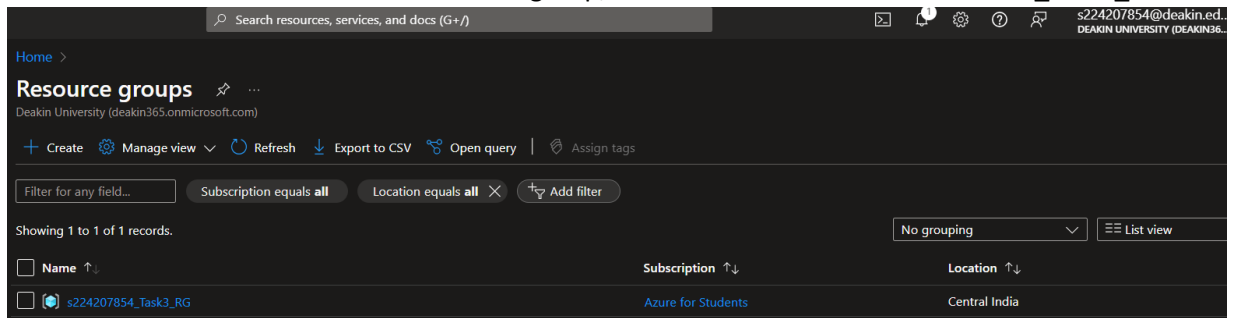 Search resources, services, and docs (G+/)
1
s224207854@deakin.ed...
DEAKIN UNIVERSITY (DEAKIN36...
Home >
Resource groups
Deakin University (deakin365.onmicrosoft.com)
Create Manage view Refresh Export to CSV Open query Assign tags
Filter for any field... Subscription equals all Location equals all Add filter
Showing 1 to 1 of 1 records.
No grouping List view
Name Subscription Location
s224207854_Task3_RG Azure for Students Central India